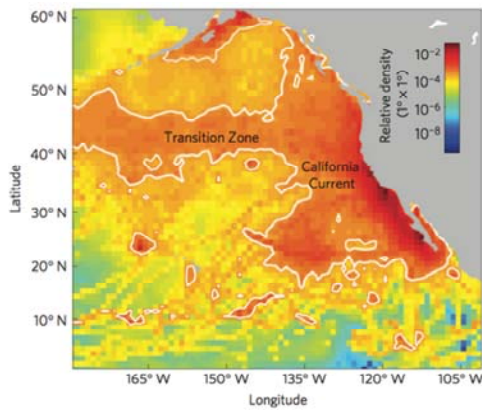 60° N
50° N
40° N
30° N
20° N
10° N
Latitude
Transition Zone
California
Current
Relative density
(1° x 1°)
10⁻²
10⁻⁴
10⁻⁶
10⁻⁸
165° W
150° W
135° W
120° W
105° W
Longitude